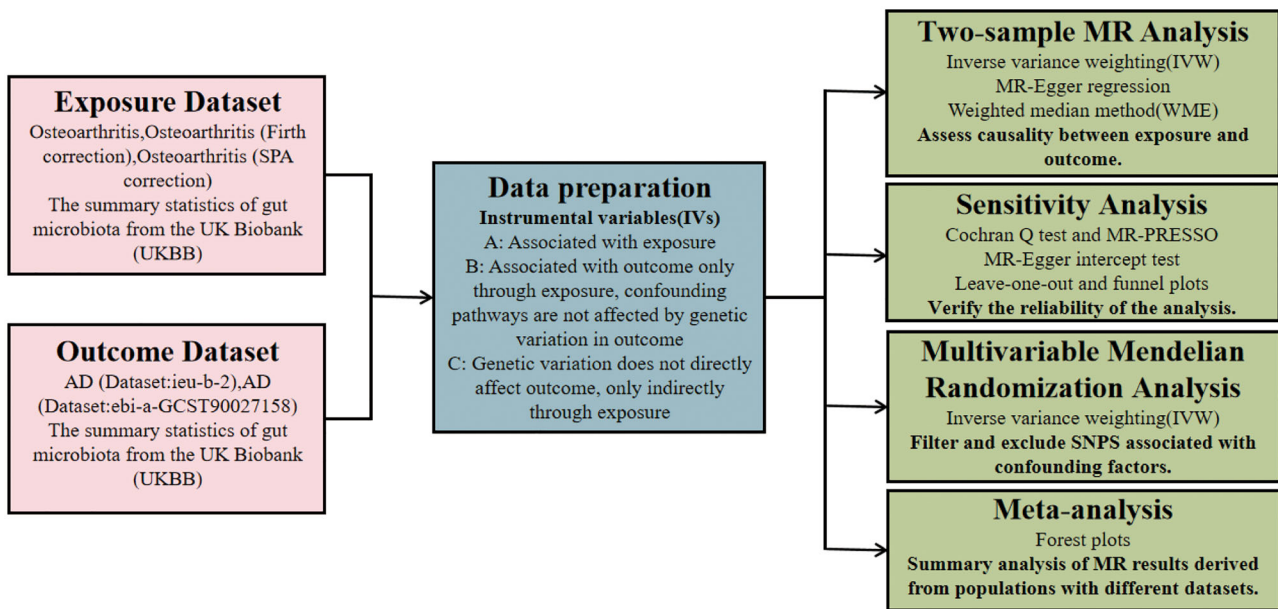 Exposure Dataset
Osteoarthritis,Osteoarthritis (Firth
correction),Osteoarthritis (SPA
correction)
The summary statistics of gut
microbiota from the UK Biobank
(UKBB)
Outcome Dataset
AD (Dataset:ieu-b-2),AD
(Dataset:ebi-a-GCST90027158)
The summary statistics of gut
microbiota from the UK Biobank
(UKBB)
Data preparation
Instrumental variables(IVs)
A: Associated with exposure
B: Associated with outcome only
through exposure, confounding
pathways are not affected by genetic
variation in outcome
C: Genetic variation does not directly
affect outcome, only indirectly
through exposure
Two-sample MR Analysis
Inverse variance weighting(IVW)
MR-Egger regression
Weighted median method(WME)
Assess causality between exposure and
outcome.
Sensitivity Analysis
Cochran Q test and MR-PRESSO
MR-Egger intercept test
Leave-one-out and funnel plots
Verify the reliability of the analysis.
Multivariable Mendelian
Randomization Analysis
Inverse variance weighting(IVW)
Filter and exclude SNPS associated with
confounding factors.
Meta-analysis
Forest plots
Summary analysis of MR results derived
from populations with different datasets.